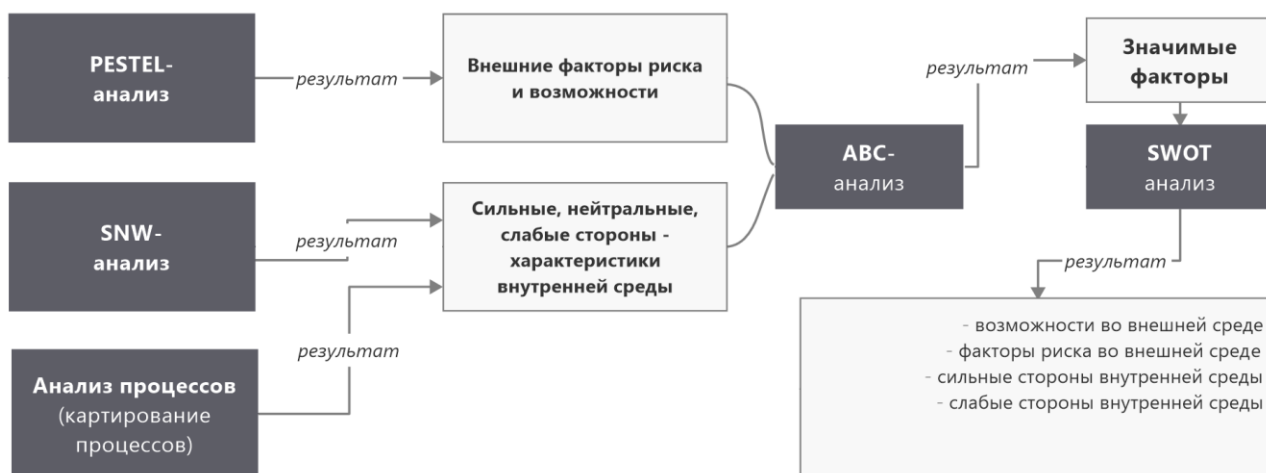 PESTEL-
анализ
результат
Внешние факторы риска
и возможности
SNW-
анализ
результат
Сильные, нейтральные,
слабые стороны -
характеристики
внутренней среды
Анализ процессов
(картирование
процессов)
результат
ABC-
анализ
результат
Значимые
факторы
SWOT
анализ
результат
- возможности во внешней среде
- факторы риска во внешней среде
- сильные стороны внутренней среды
- слабые стороны внутренней среды